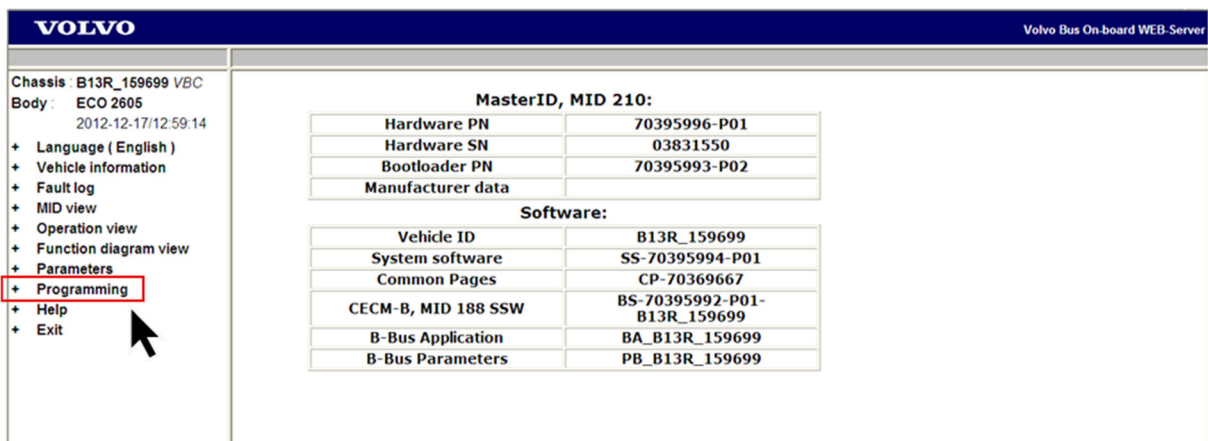 VOLVO
Volvo Bus On-board WEB-Server
Chassis : B13R_159699 VBC
Body : ECO 2605
2012-12-17/12:59:14
+ Language ( English )
+ Vehicle information
+ Fault log
+ MID view
+ Operation view
+ Function diagram view
+ Parameters
+ Programming
+ Help
+ Exit
MasterID, MID 210:
Hardware PN 70395996-P01
Hardware SN 03831550
Bootloader PN 70395993-P02
Manufacturer data
Software:
Vehicle ID B13R_159699
System software SS-70395994-P01
Common Pages CP-70369667
CECM-B, MID 188 SSW BS-70395992-P01-
B13R_159699
B-Bus Application BA_B13R_159699
B-Bus Parameters PB_B13R_159699